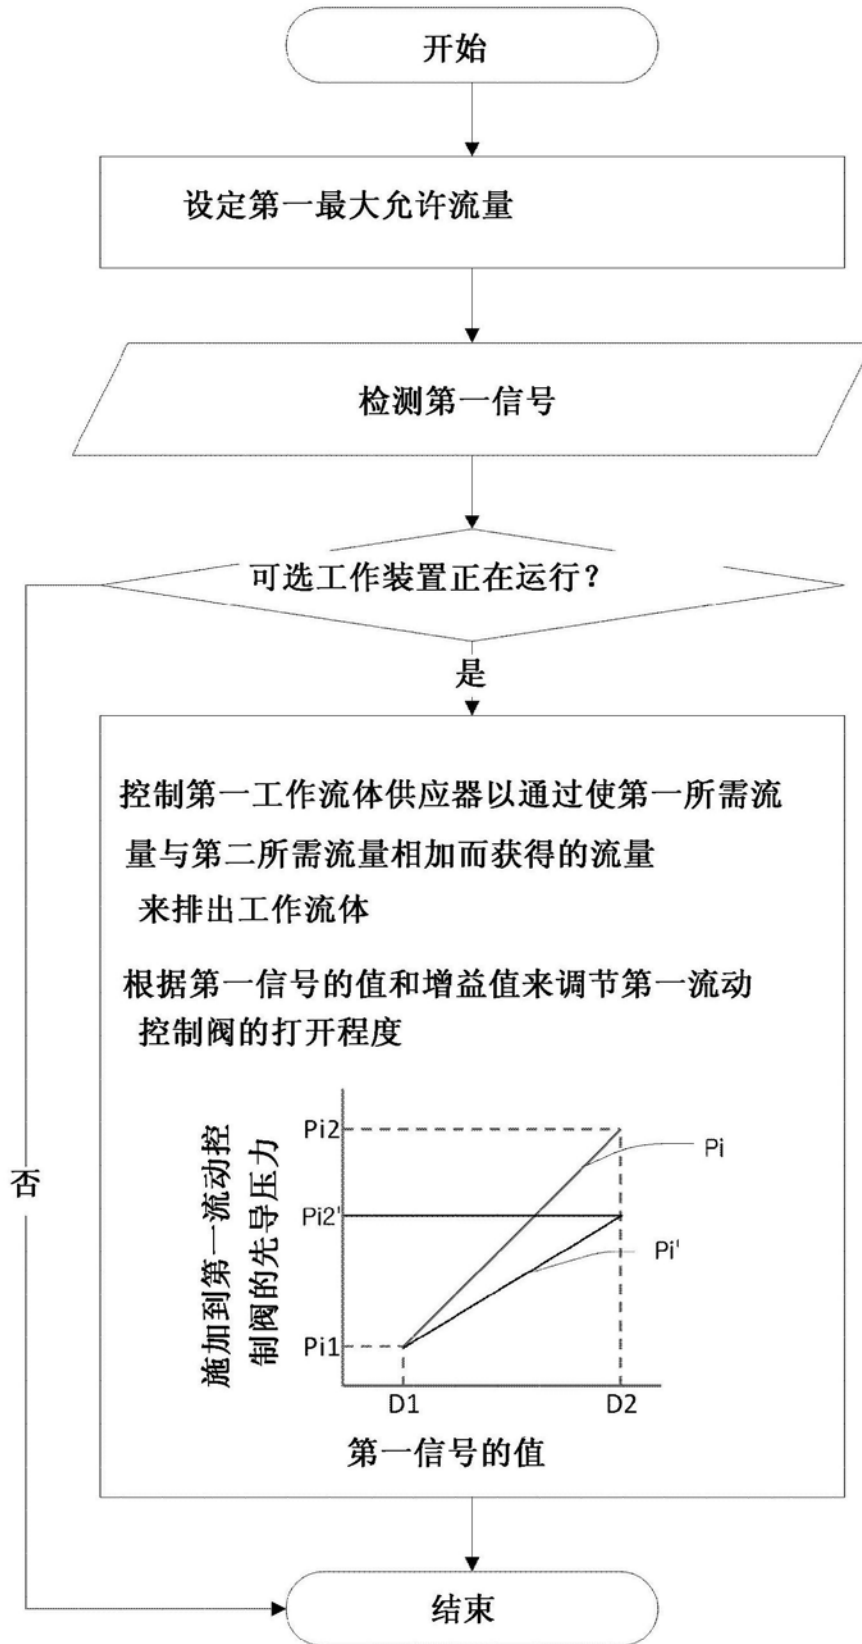 开始
设定第一最大允许流量
检测第一信号
可选工作装置正在运行？
是
控制第一工作流体供应器以通过使第一所需流
量与第二所需流量相加而获得的流量
来排出工作流体
根据第一信号的值和增益值来调节第一流动
控制阀的打开程度
否
施加到第一流动控
制阀的先导压力
Pi2
Pi
Pi2'
Pi'
Pi1
D1
D2
第一信号的值
结束